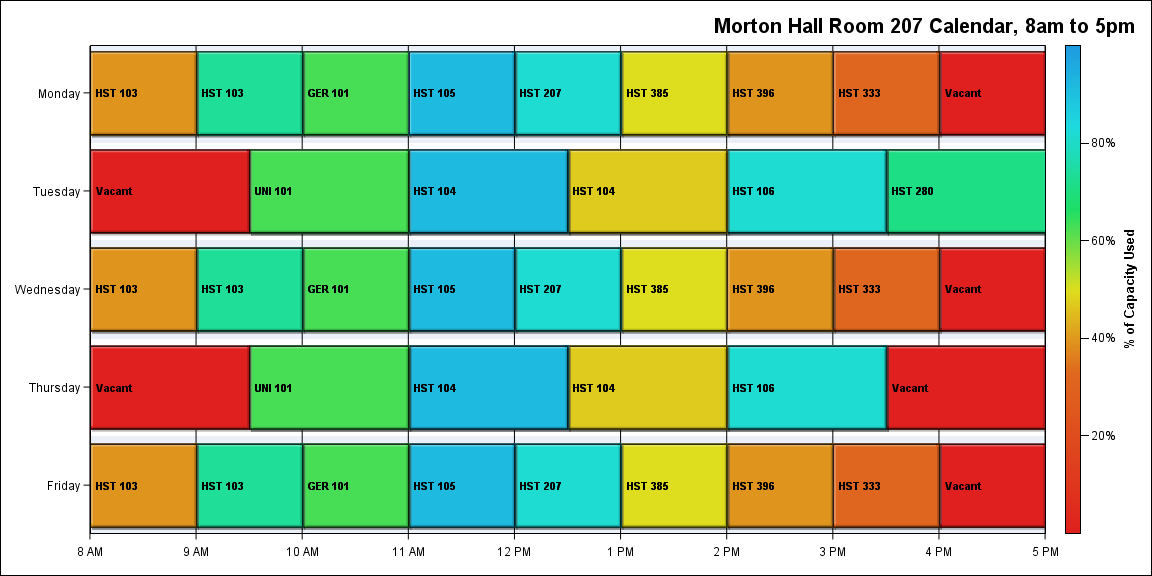 Morton Hall Room 207 Calendar, 8am to 5pm
Monday HST 103 HST 103 GER 101 HST 105 HST 207 HST 385 HST 396 HST 333 Vacant
80%
Tuesday Vacant UNI 101 HST 104 HST 104 HST 106 HST 280
60%
% of Capacity Used
Wednesday HST 103 HST 103 GER 101 HST 105 HST 207 HST 385 HST 396 HST 333 Vacant
40%
Thursday Vacant UNI 101 HST 104 HST 104 HST 106 Vacant
20%
Friday HST 103 HST 103 GER 101 HST 105 HST 207 HST 385 HST 396 HST 333 Vacant
8 AM 9 AM 10 AM 11 AM 12 PM 1 PM 2 PM 3 PM 4 PM 5 PM